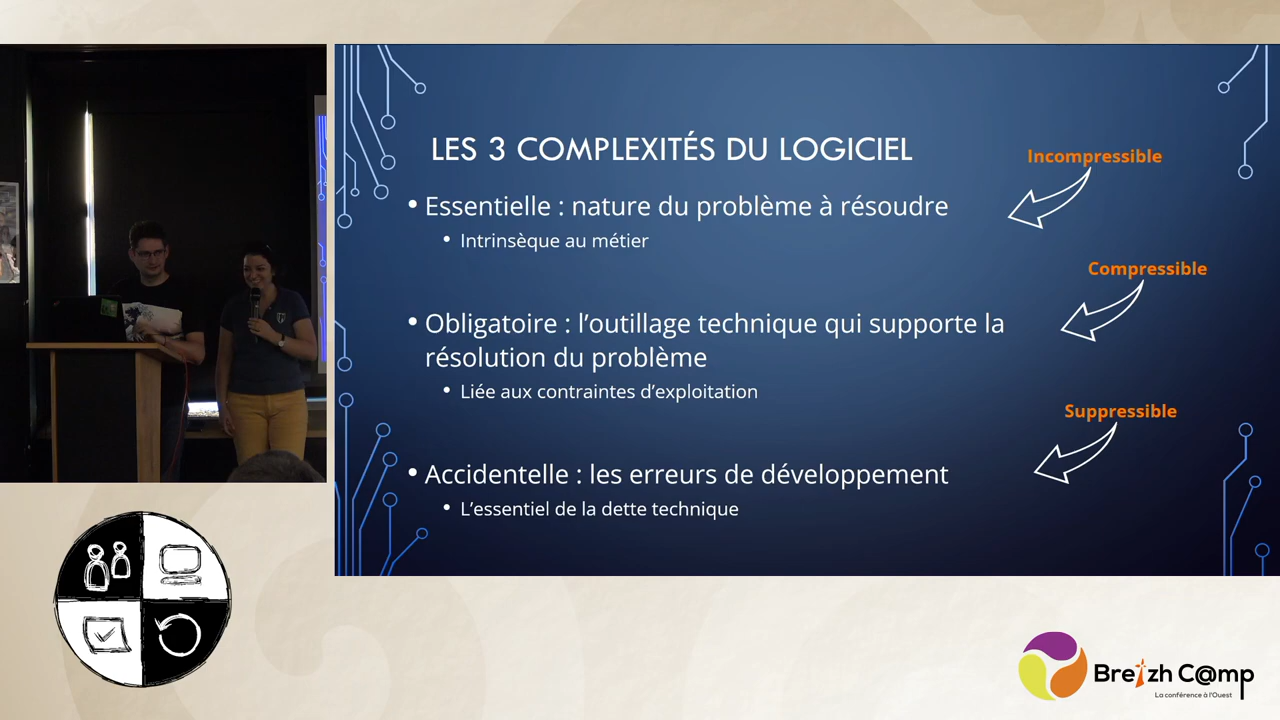 LES 3 COMPLEXITÉS DU LOGICIEL
Incompressible
• Essentielle : nature du problème à résoudre
• Intrinsèque au métier
Compressible
• Obligatoire : l’outillage technique qui supporte la
résolution du problème
• Liée aux contraintes d’exploitation
Suppressible
• Accidentelle : les erreurs de développement
• L’essentiel de la dette technique
Breizh C@mp
La conférence à l'Ouest